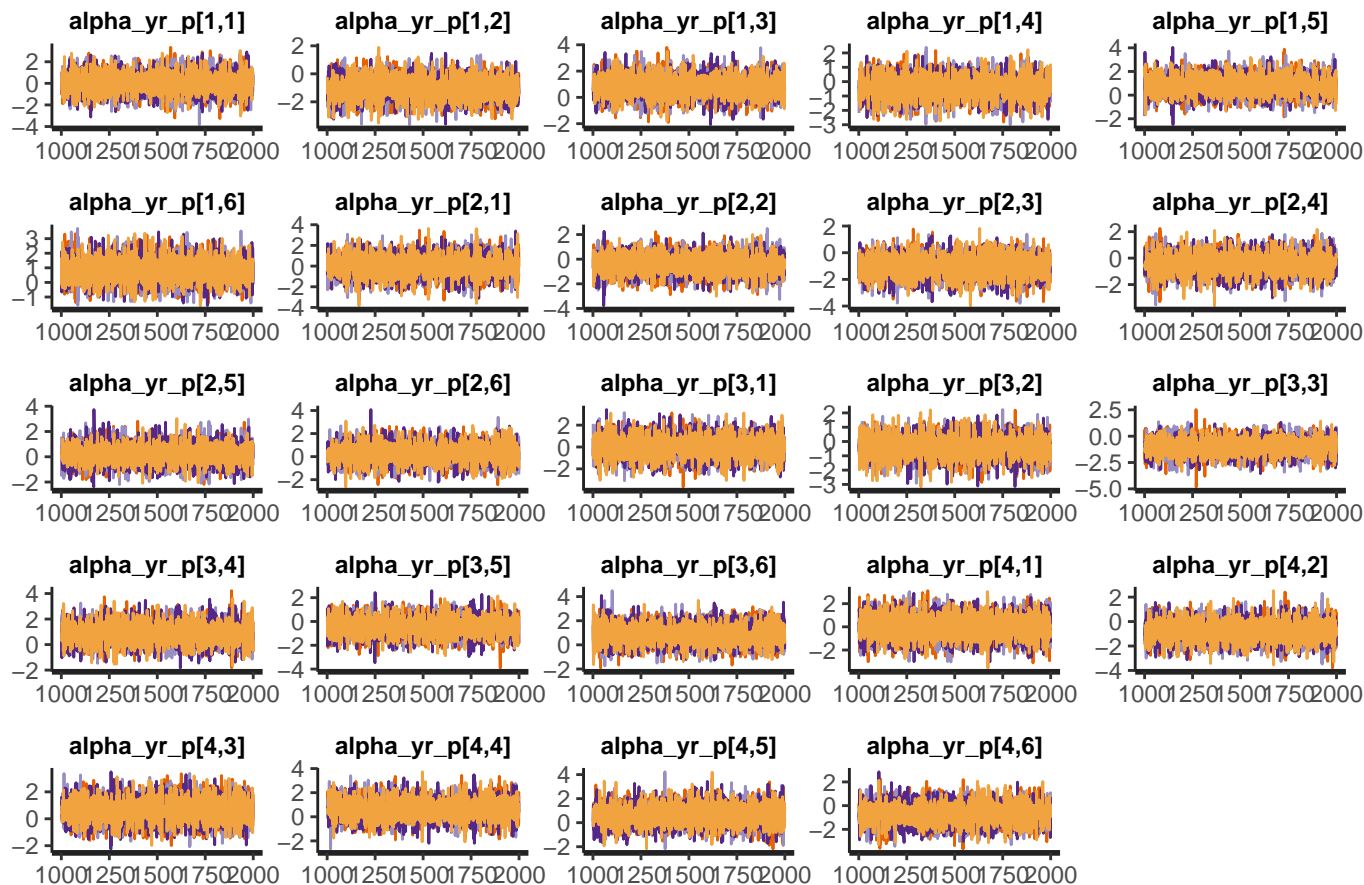 alpha_yr_p[1,1] alpha_yr_p[1,2] alpha_yr_p[1,3] alpha_yr_p[1,4] alpha_yr_p[1,5]
2 0 −2 −4 2 0 −2 4 2 0 −2 2 1 0 −1 −2 −3 4 2 0 −2
1000 1250 1500 1750 2000 1000 1250 1500 1750 2000 1000 1250 1500 1750 2000 1000 1250 1500 1750 2000 1000 1250 1500 1750 2000
alpha_yr_p[1,6] alpha_yr_p[2,1] alpha_yr_p[2,2] alpha_yr_p[2,3] alpha_yr_p[2,4]
3 2 1 0 −1 4 2 0 −2 −4 2 0 −2 −4 2 0 −2 −4 2 0 −2
1000 1250 1500 1750 2000 1000 1250 1500 1750 2000 1000 1250 1500 1750 2000 1000 1250 1500 1750 2000 1000 1250 1500 1750 2000
alpha_yr_p[2,5] alpha_yr_p[2,6] alpha_yr_p[3,1] alpha_yr_p[3,2] alpha_yr_p[3,3]
4 2 0 −2 4 2 0 −2 2 0 −2 2 1 0 −1 −2 −3 2.5 0.0 −2.5 −5.0
1000 1250 1500 1750 2000 1000 1250 1500 1750 2000 1000 1250 1500 1750 2000 1000 1250 1500 1750 2000 1000 1250 1500 1750 2000
alpha_yr_p[3,4] alpha_yr_p[3,5] alpha_yr_p[3,6] alpha_yr_p[4,1] alpha_yr_p[4,2]
4 2 0 −2 2 0 −2 −4 4 2 0 −2 2 0 −2 2 0 −2 −4
1000 1250 1500 1750 2000 1000 1250 1500 1750 2000 1000 1250 1500 1750 2000 1000 1250 1500 1750 2000 1000 1250 1500 1750 2000
alpha_yr_p[4,3] alpha_yr_p[4,4] alpha_yr_p[4,5] alpha_yr_p[4,6]
2 0 −2 4 2 0 −2 4 2 0 −2 2 0 −2
1000 1250 1500 1750 2000 1000 1250 1500 1750 2000 1000 1250 1500 1750 2000 1000 1250 1500 1750 2000